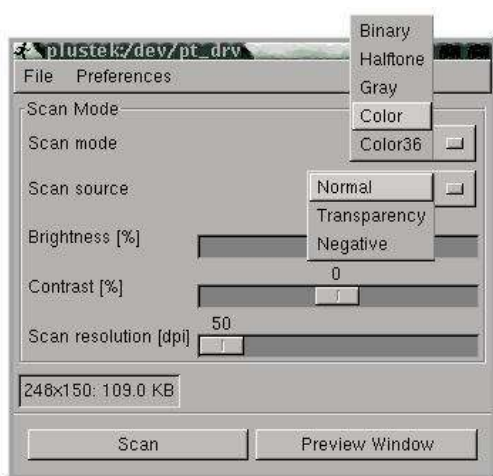 plustek:/dev/pt_drv
File Preferences
Scan Mode
Scan mode
Binary
Halftone
Gray
Color
Color36
Scan source
Normal
Transparency
Negative
Brightness [%]
Contrast [%]
0
Scan resolution [dpi]
50
248x150: 109.0 KB
Scan
Preview Window